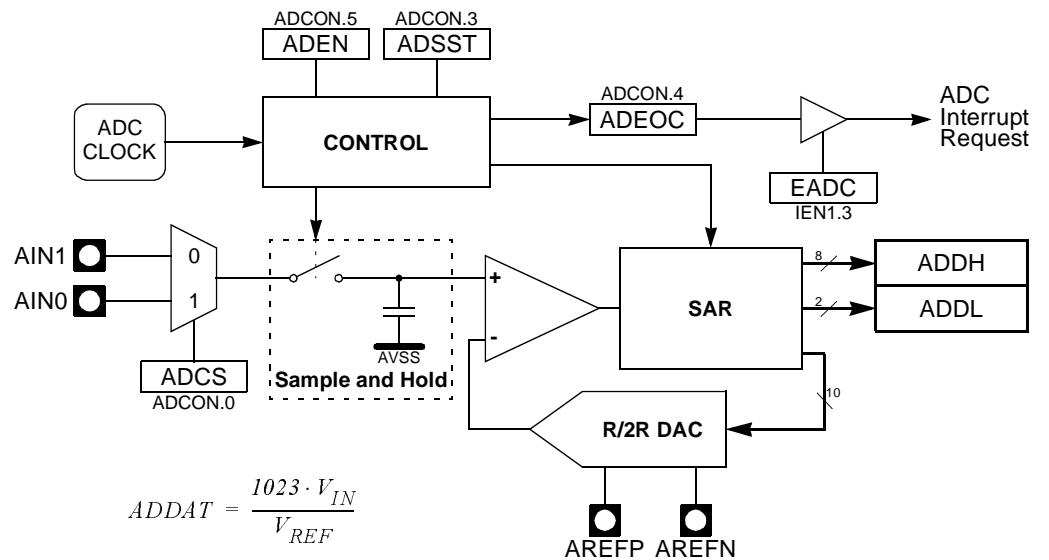 ADCON.5
ADEN
ADCON.3
ADSST
ADC
CLOCK
CONTROL
ADCON.4
ADEOC
ADC
Interrupt
Request
EADC
IEN1.3
AIN1
AIN0
0
1
ADCS
ADCON.0
AVSS
Sample and Hold
+
-
SAR
8
ADDH
2
ADDL
10
R/2R DAC
AREFP
AREFN
ADDAT = 1023 · V_IN / V_REF